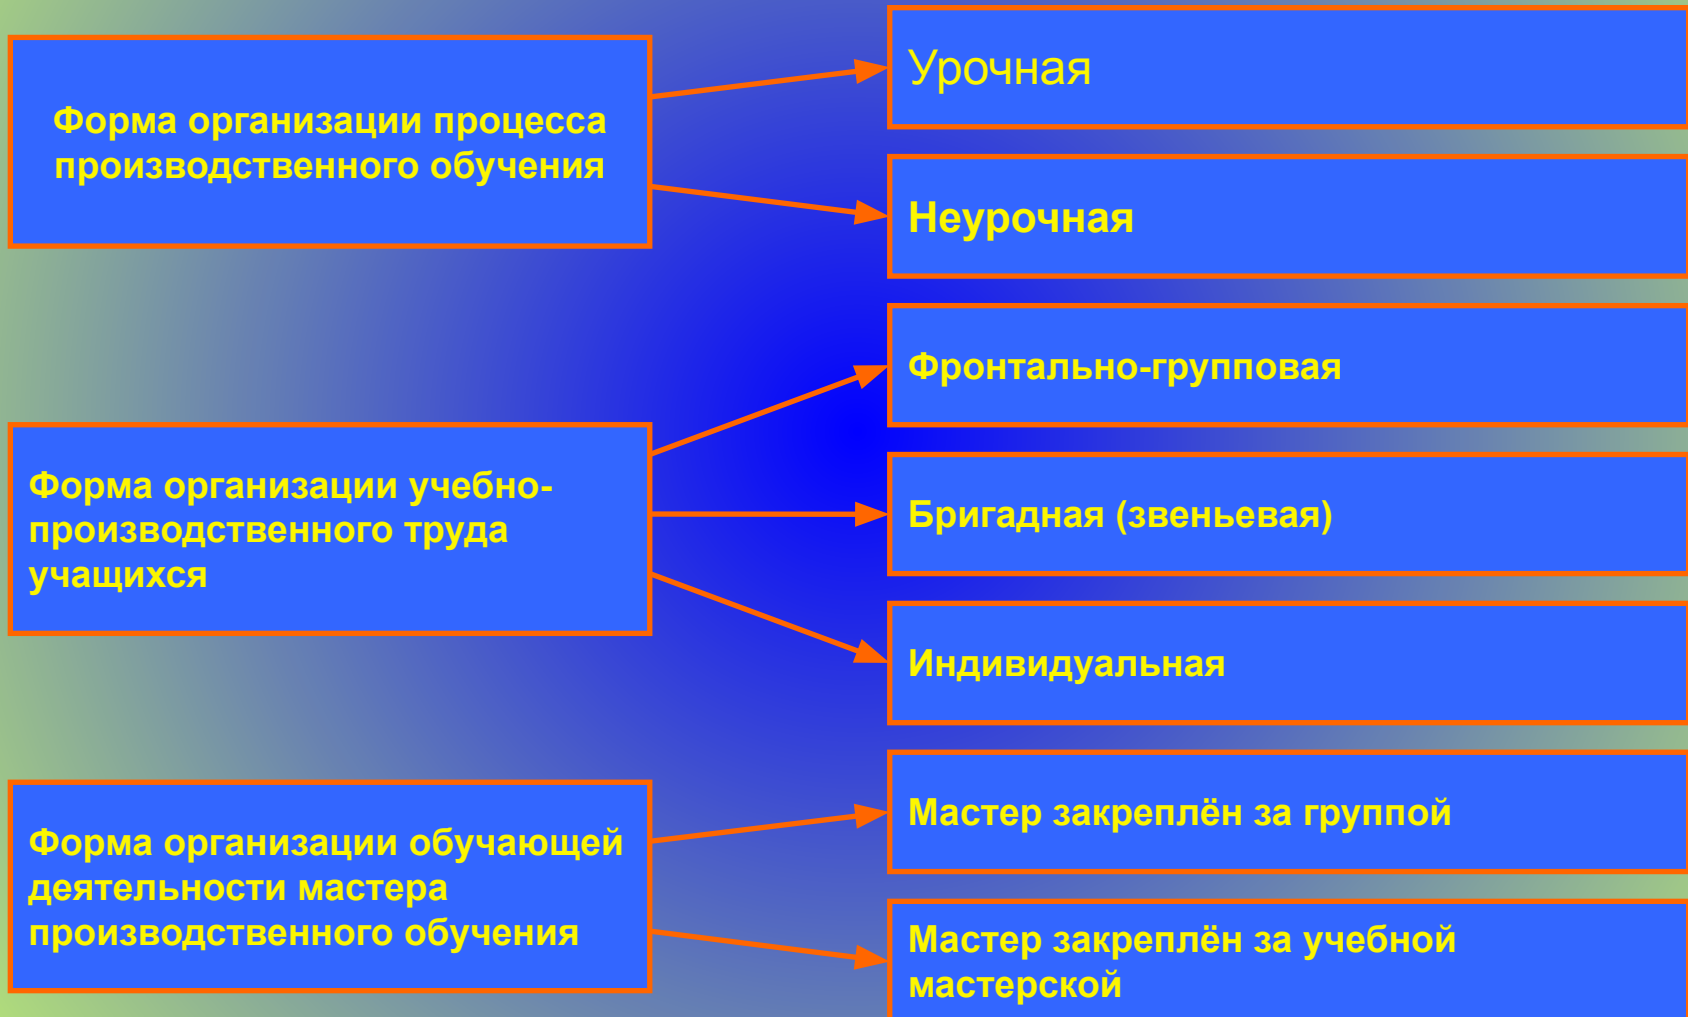 Форма организации процесса
производственного обучения
Урочная
Неурочная
Форма организации учебно-
производственного труда
учащихся
Фронтально-групповая
Бригадная (звеньевая)
Индивидуальная
Форма организации обучающей
деятельности мастера
производственного обучения
Мастер закреплён за группой
Мастер закреплён за учебной
мастерской